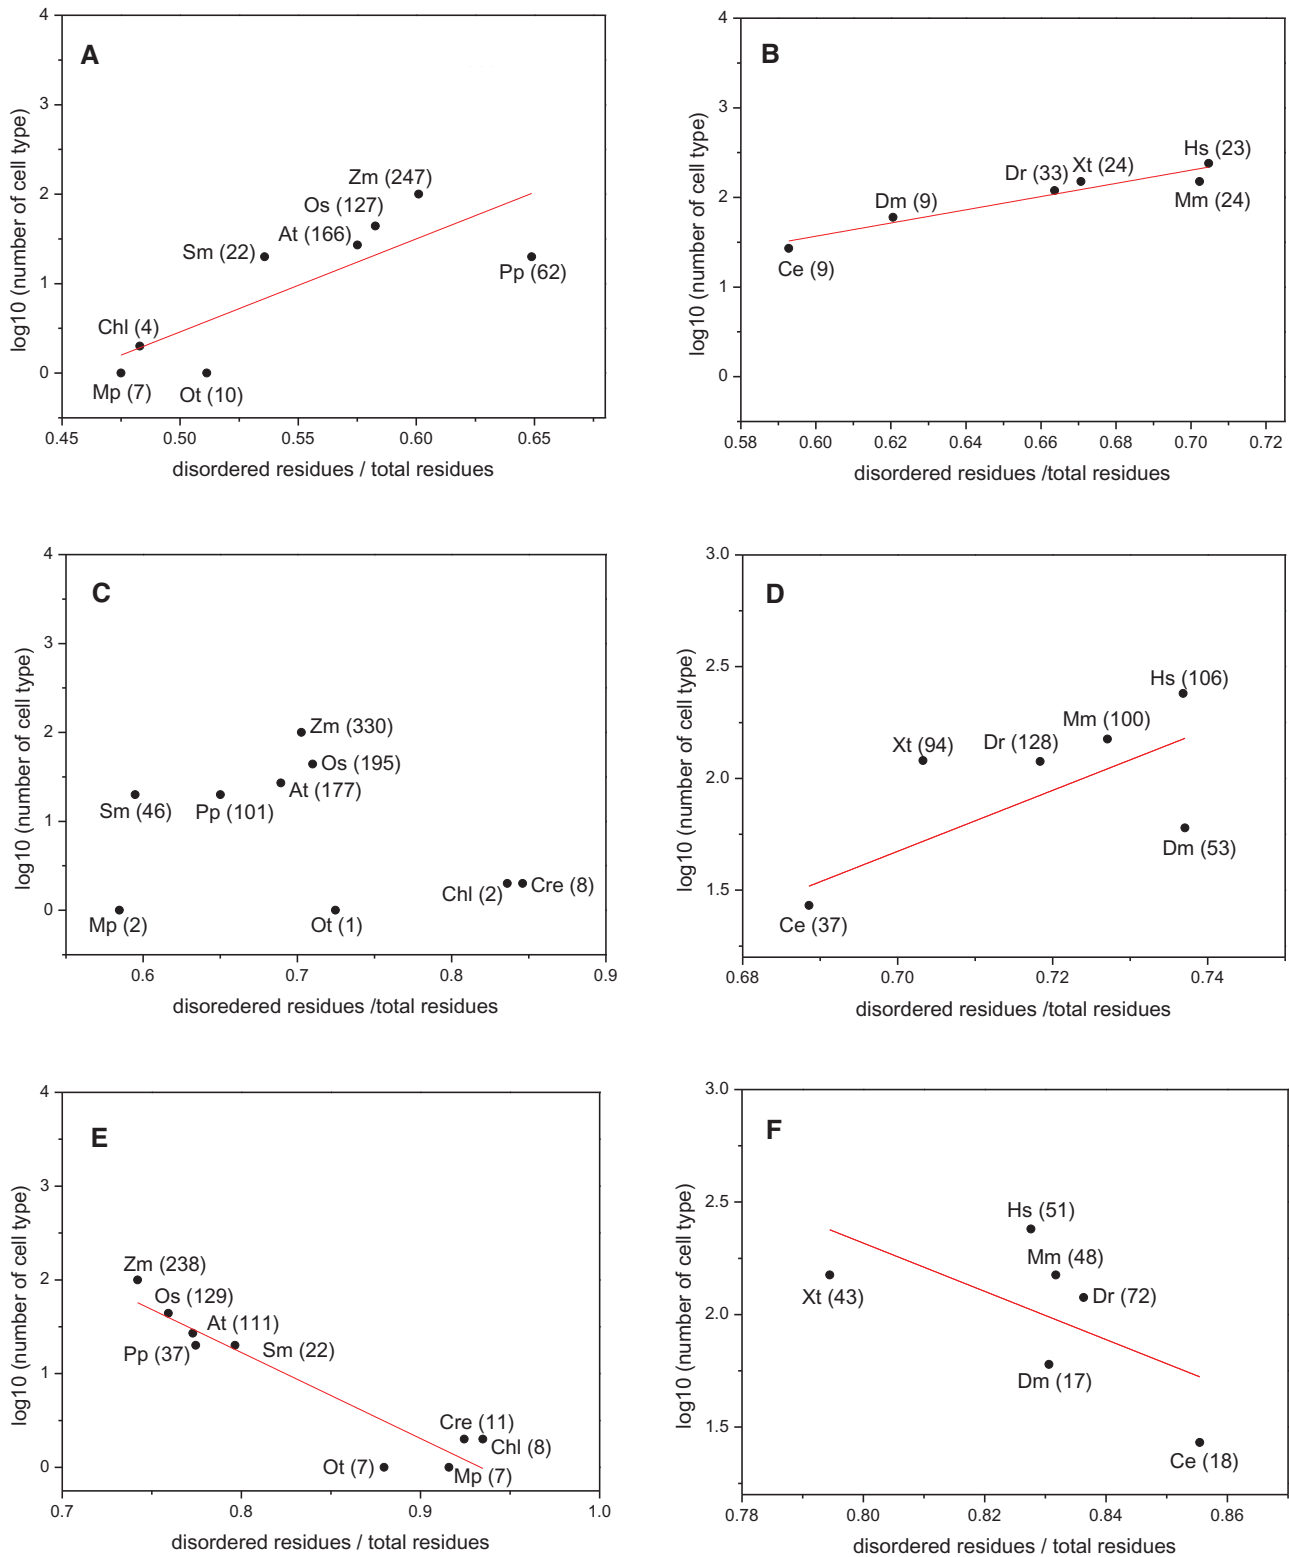 A
log10 (number of cell type)
4
3
2
1
0
Zm (247)
Os (127)
At (166)
Sm (22)
Pp (62)
Chl (4)
Mp (7)
Ot (10)
0.45
0.50
0.55
0.60
0.65
disordered residues / total residues
B
log10 (number of cell type)
4
3
2
1
0
Hs (23)
Xt (24)
Dr (33)
Mm (24)
Dm (9)
Ce (9)
0.58
0.60
0.62
0.64
0.66
0.68
0.70
0.72
disordered residues /total residues
C
log10 (number of cell type)
4
3
2
1
0
Zm (330)
Os (195)
At (177)
Sm (46)
Pp (101)
Chl (2)
Cre (8)
Mp (2)
Ot (1)
0.6
0.7
0.8
0.9
disoredered residues /total residues
D
log10 (number of cell type)
3.0
2.5
2.0
1.5
Hs (106)
Mm (100)
Xt (94)
Dr (128)
Dm (53)
Ce (37)
0.68
0.70
0.72
0.74
disordered residues /total residues
E
log10 (number of cell type)
4
3
2
1
0
Zm (238)
Os (129)
At (111)
Pp (37)
Sm (22)
Cre (11)
Chl (8)
Ot (7)
Mp (7)
0.7
0.8
0.9
1.0
disordered residues / total residues
F
log10 (number of cell type)
3.0
2.5
2.0
1.5
Hs (51)
Mm (48)
Xt (43)
Dr (72)
Dm (17)
Ce (18)
0.78
0.80
0.82
0.84
0.86
disordered residues / total residues